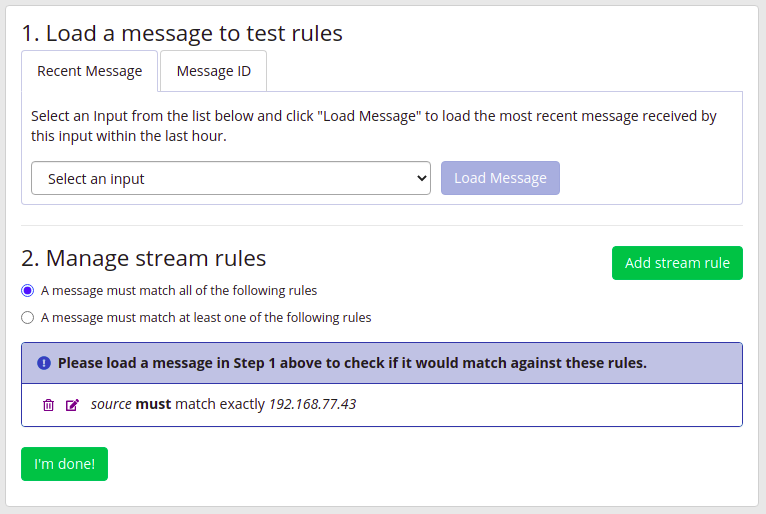 1. Load a message to test rules
Recent Message
Message ID
Select an Input from the list below and click "Load Message" to load the most recent message received by
this input within the last hour.
Select an input
Load Message
2. Manage stream rules
Add stream rule
A message must match all of the following rules
A message must match at least one of the following rules
Please load a message in Step 1 above to check if it would match against these rules.
source must match exactly 192.168.77.43
I'm done!